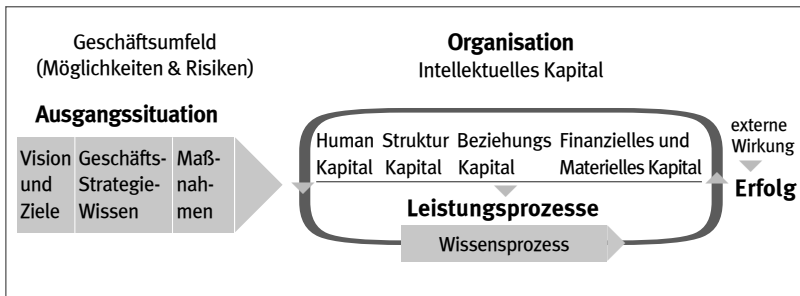 Geschäftsumfeld
(Möglichkeiten & Risiken)
Ausgangssituation
Vision
und
Ziele
Geschäfts-
Strategie-
Wissen
Maß-
nah-
men
Organisation
Intellektuelles Kapital
Human
Kapital
Struktur
Kapital
Beziehungs
Kapital
Finanzielles und
Materielles Kapital
Leistungsprozesse
Wissensprozess
externe
Wirkung
Erfolg